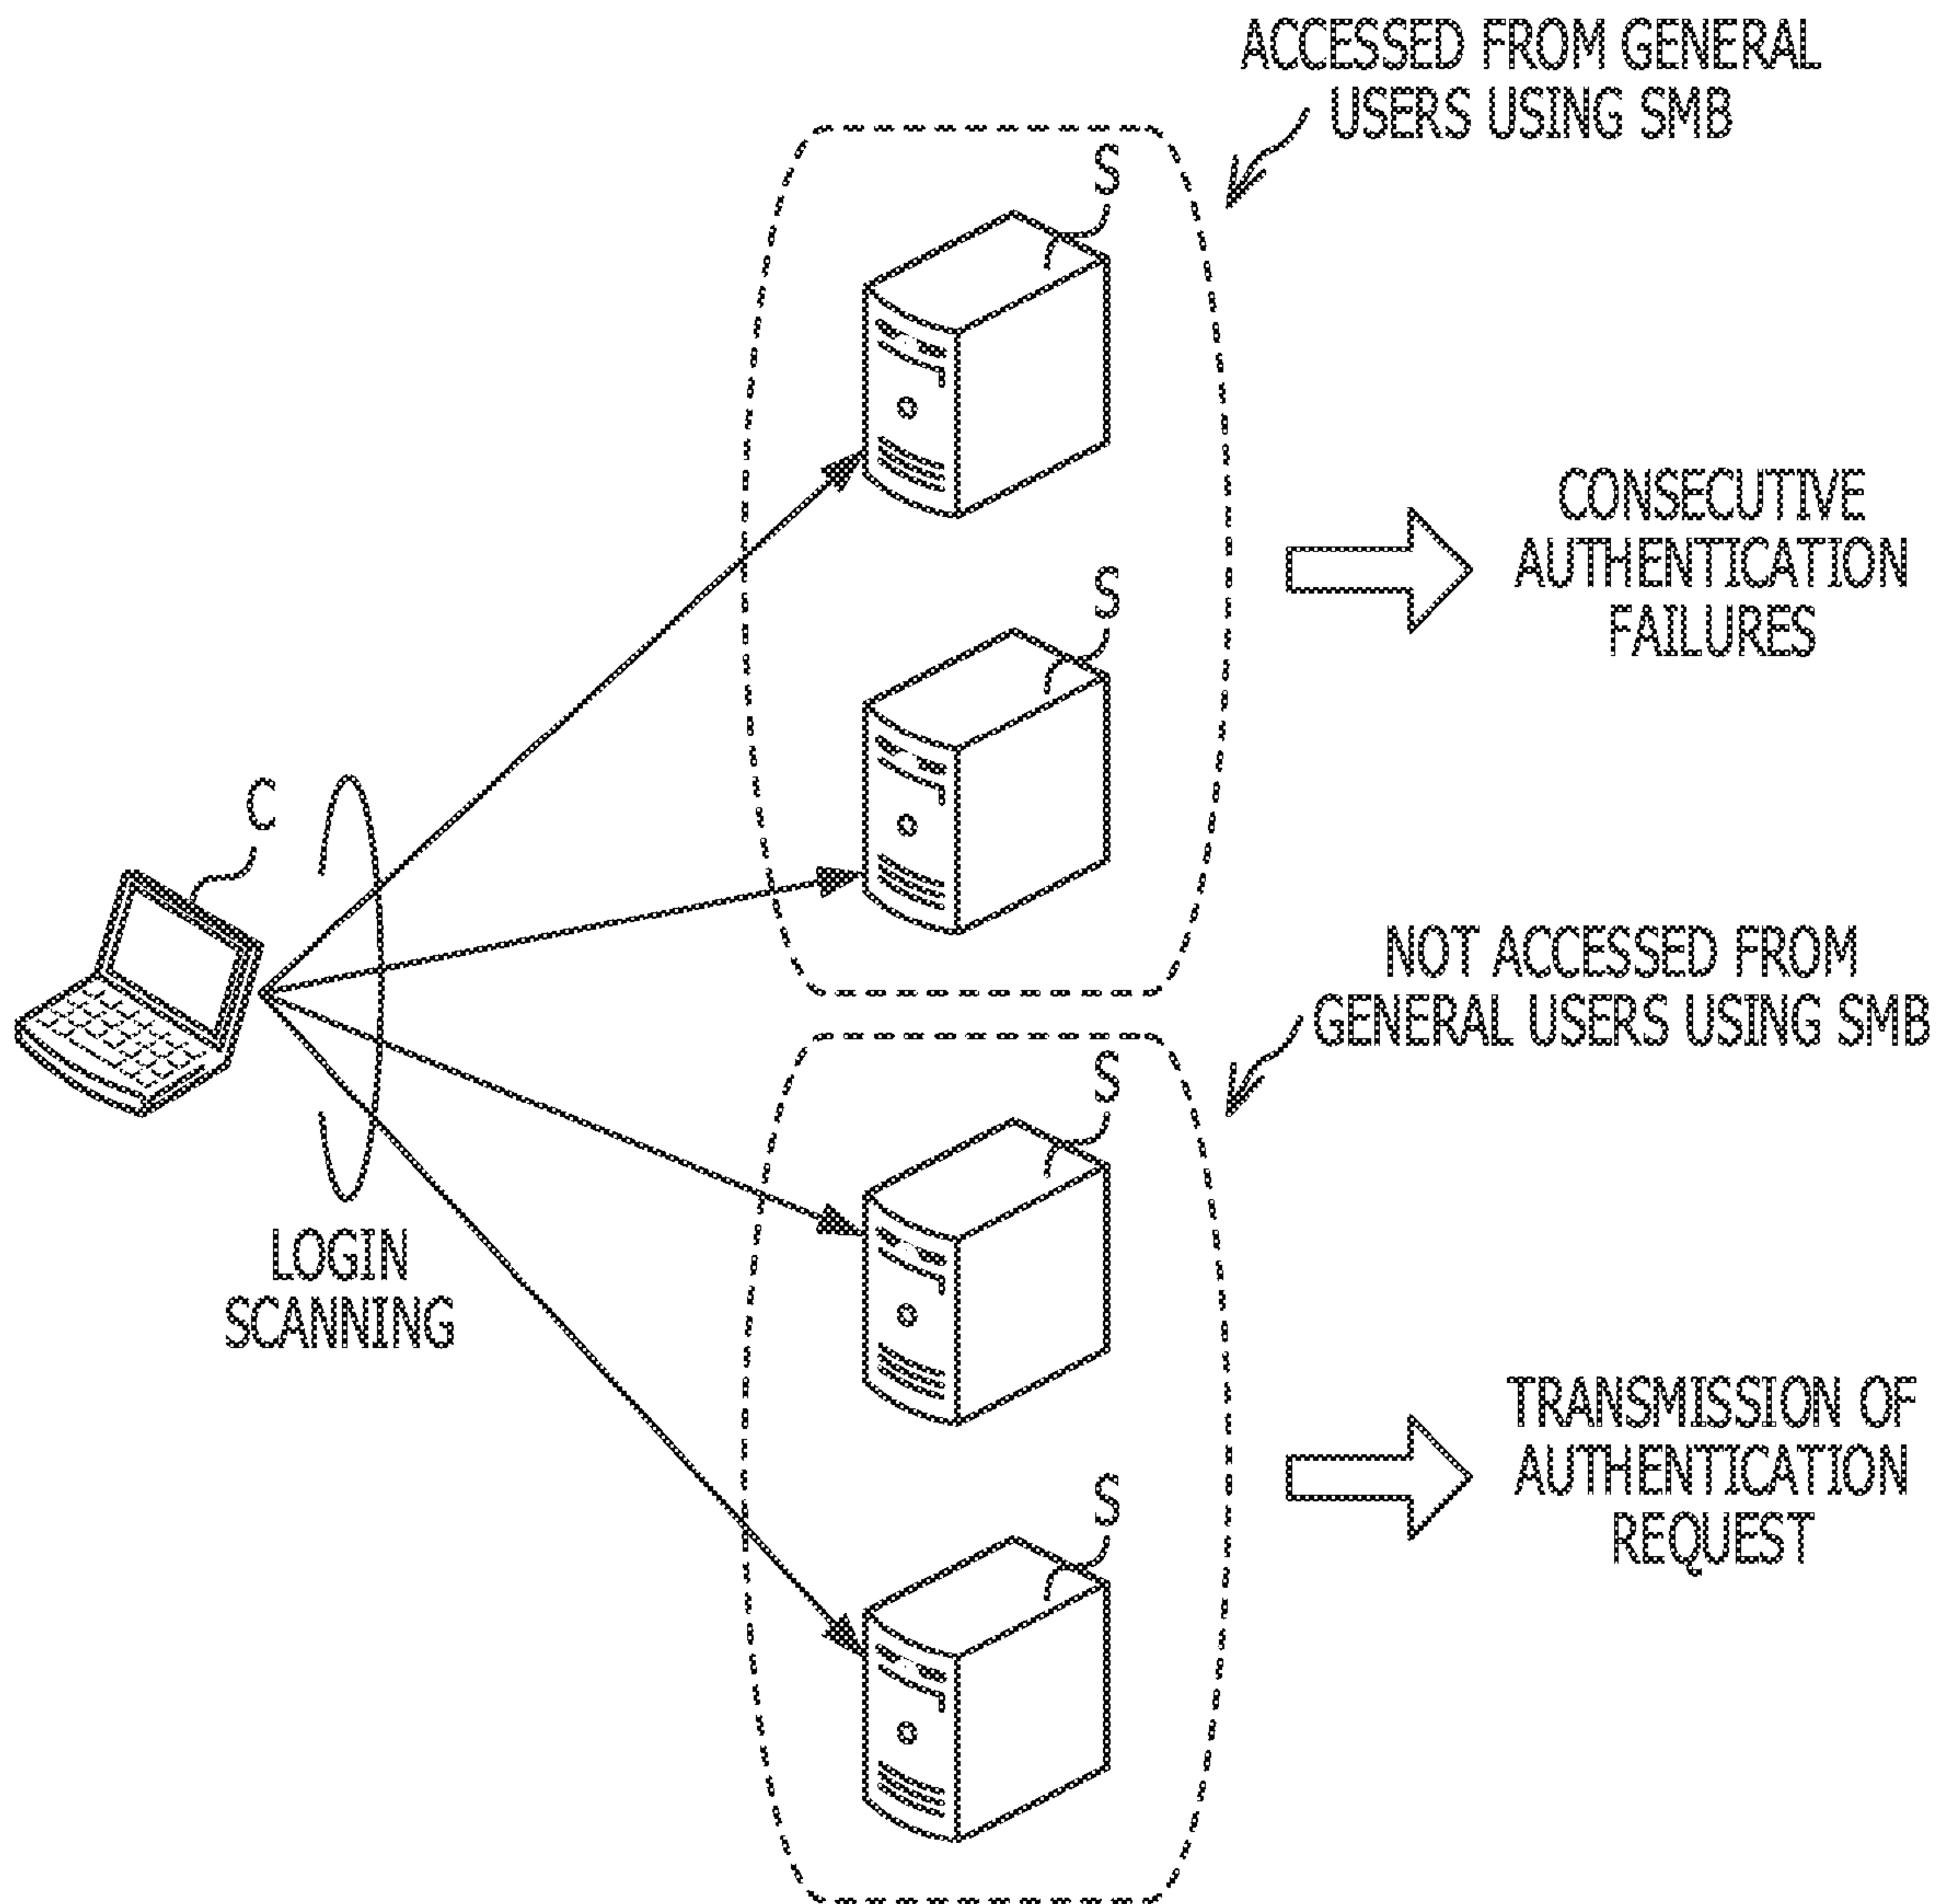 ACCESSED FROM GENERAL
USERS USING SMB
S
CONSECUTIVE
AUTHENTICATION
FAILURES
S
C
LOGIN
SCANNING
NOT ACCESSED FROM
GENERAL USERS USING SMB
S
TRANSMISSION OF
AUTHENTICATION
REQUEST
S